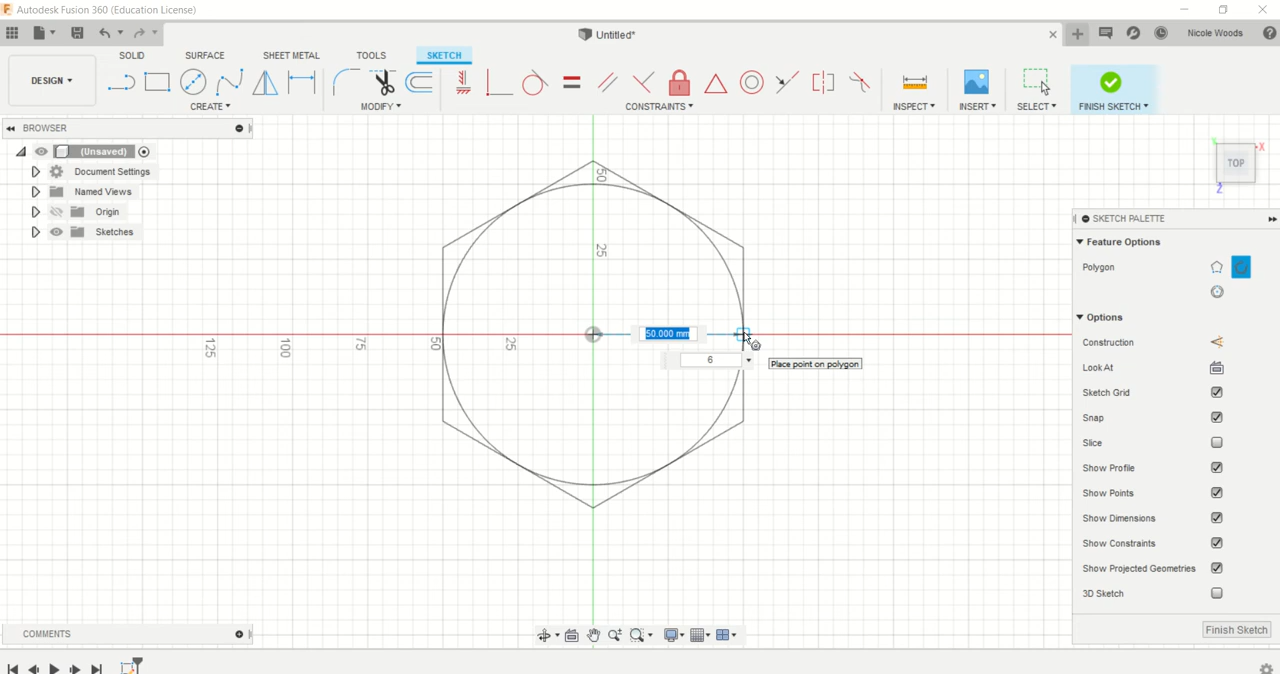 Autodesk Fusion 360 (Education License)
Untitled*
Nicole Woods
SOLID SURFACE SHEET METAL TOOLS SKETCH
DESIGN ▾
CREATE ▾ MODIFY ▾ CONSTRAINTS ▾ INSPECT ▾ INSERT ▾ SELECT ▾ FINISH SKETCH ▾
BROWSER
(Unsaved)
Document Settings
Named Views
Origin
Sketches
TOP
X
Y
Z
50
25
125 100 75 50 25
50.000 mm
6
Place point on polygon
SKETCH PALETTE
Feature Options
Polygon
Options
Construction
Look At
Sketch Grid
Snap
Slice
Show Profile
Show Points
Show Dimensions
Show Constraints
Show Projected Geometries
3D Sketch
Finish Sketch
COMMENTS